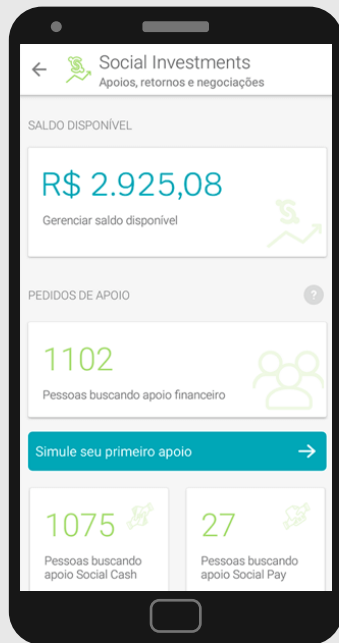 Social Investments
Apoios, retornos e negociações
SALDO DISPONÍVEL
R$ 2.925,08
Gerenciar saldo disponível
PEDIDOS DE APOIO
?
1102
Pessoas buscando apoio financeiro
Simule seu primeiro apoio
1075
Pessoas buscando
apoio Social Cash
27
Pessoas buscando
apoio Social Pay